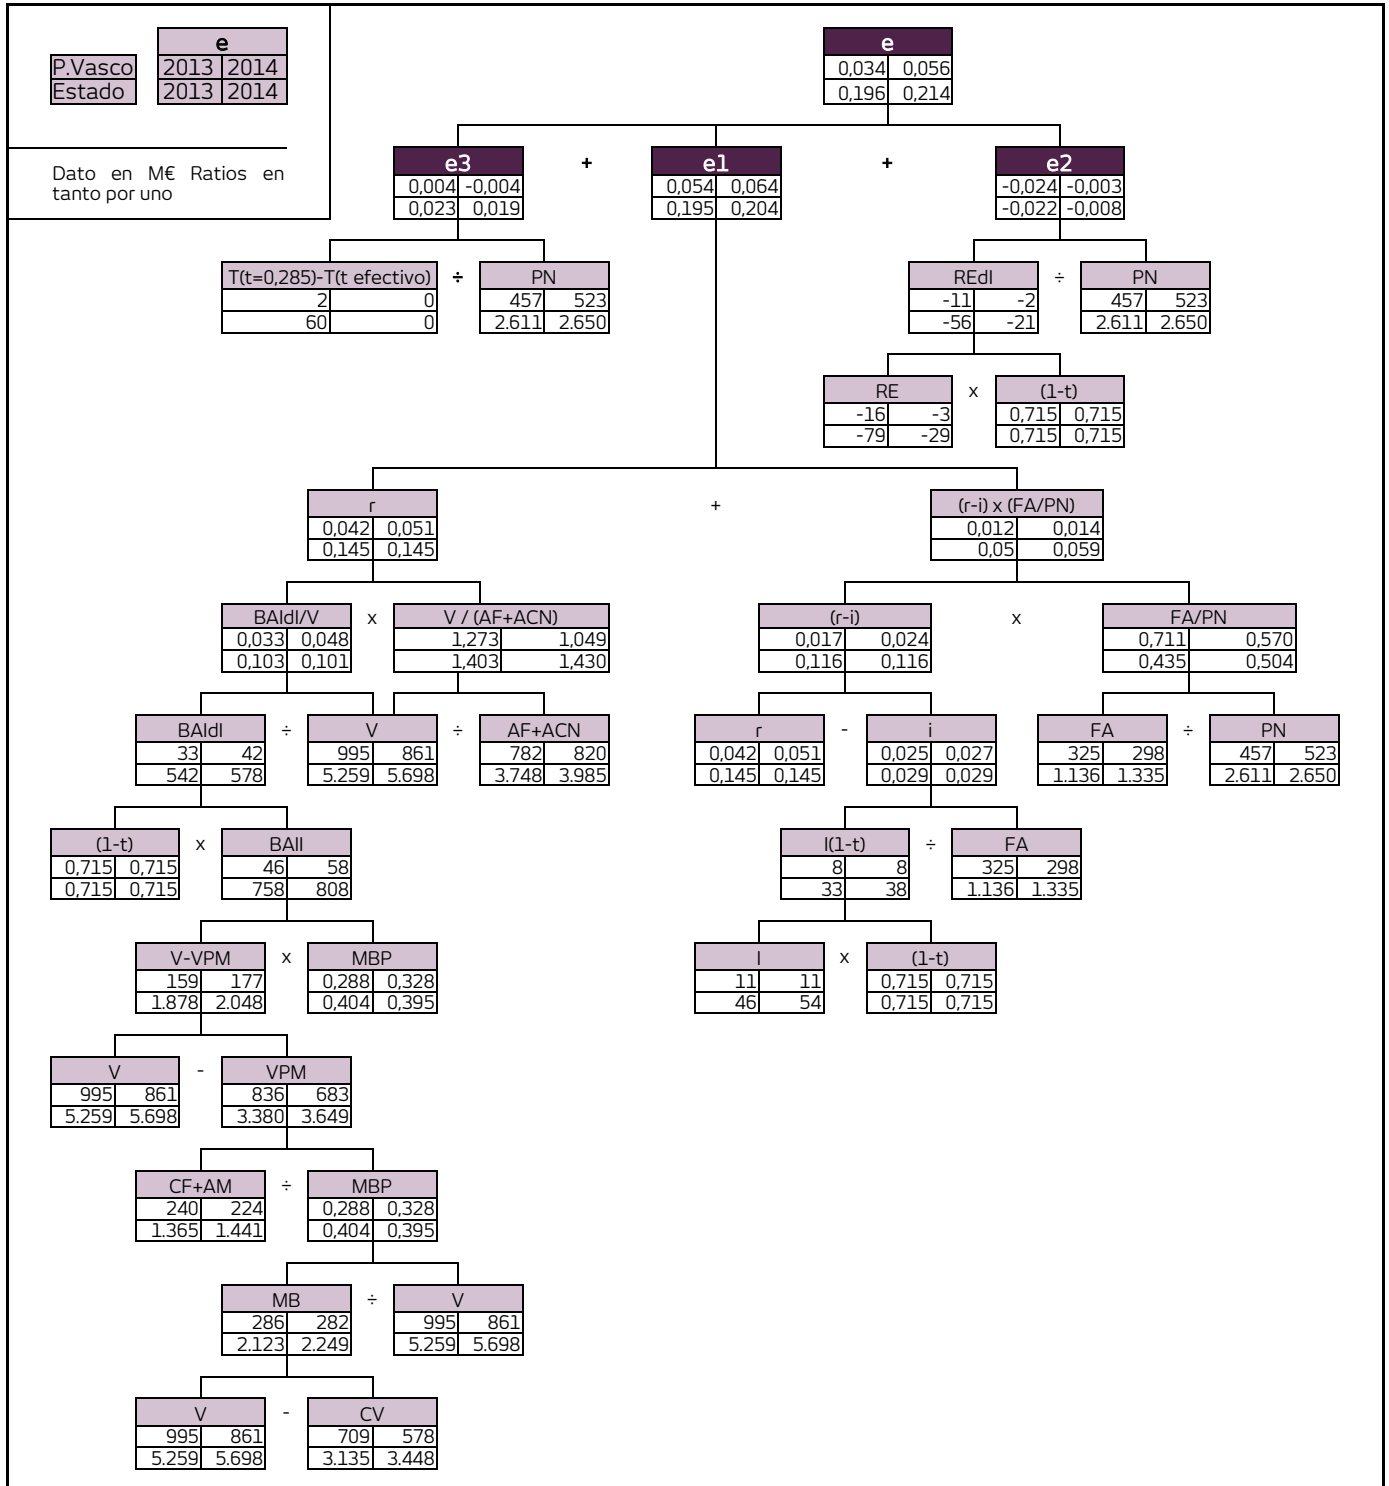 e
P.Vasco 2013 2014
Estado 2013 2014
Dato en M€ Ratios en
tanto por uno
e
0,034 0,056
0,196 0,214
e3 + e1 + e2
0,004 -0,004 0,054 0,064 -0,024 -0,003
0,023 0,019 0,195 0,204 -0,022 -0,008
T(t=0,285)-T(t efectivo) ÷ PN REdI ÷ PN
2 0 457 523 -11 -2 457 523
60 0 2.611 2.650 -56 -21 2.611 2.650
RE x (1-t)
-16 -3 0,715 0,715
-79 -29 0,715 0,715
r + (r-i) x (FA/PN)
0,042 0,051 0,012 0,014
0,145 0,145 0,05 0,059
BAIdI/V x V / (AF+ACN) (r-i) x FA/PN
0,033 0,048 1,273 1,049 0,017 0,024 0,711 0,570
0,103 0,101 1,403 1,430 0,116 0,116 0,435 0,504
BAIdI ÷ V ÷ AF+ACN r - i FA ÷ PN
33 42 995 861 782 820 0,042 0,051 0,025 0,027 325 298 457 523
542 578 5.259 5.698 3.748 3.985 0,145 0,145 0,029 0,029 1.136 1.335 2.611 2.650
(1-t) x BAII I(1-t) ÷ FA
0,715 0,715 46 58 8 8 325 298
0,715 0,715 758 808 33 38 1.136 1.335
V-VPM x MBP I x (1-t)
159 177 0,288 0,328 11 11 0,715 0,715
1.878 2.048 0,404 0,395 46 54 0,715 0,715
V - VPM
995 861 836 683
5.259 5.698 3.380 3.649
CF+AM ÷ MBP
240 224 0,288 0,328
1.365 1.441 0,404 0,395
MB ÷ V
286 282 995 861
2.123 2.249 5.259 5.698
V - CV
995 861 709 578
5.259 5.698 3.135 3.448